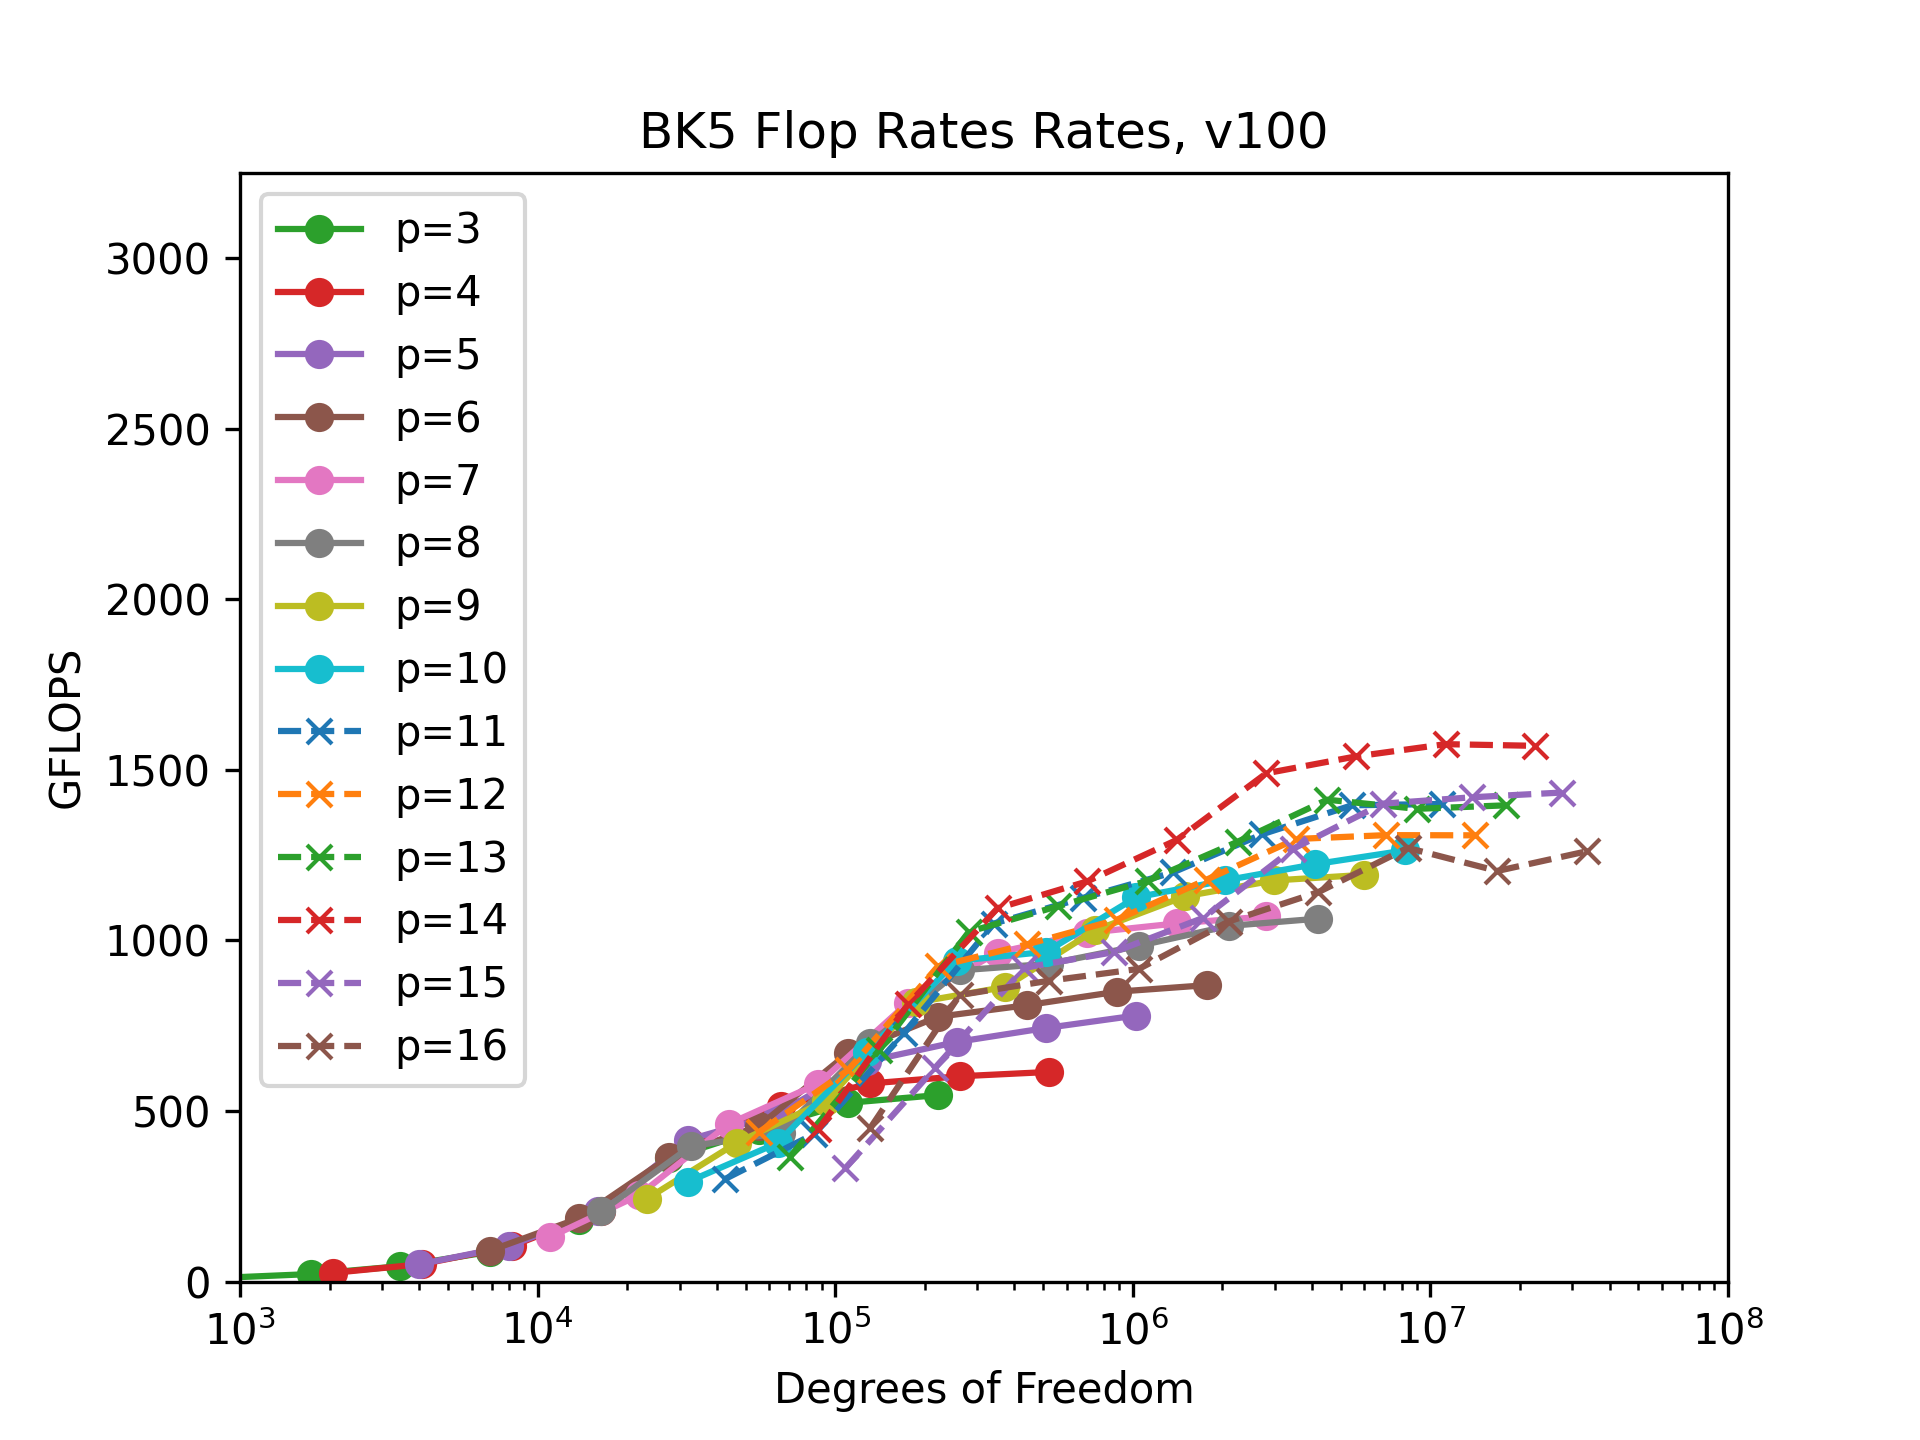 BK5 Flop Rates Rates, v100
GFLOPS
3000
2500
2000
1500
1000
500
0
p=3
p=4
p=5
p=6
p=7
p=8
p=9
p=10
p=11
p=12
p=13
p=14
p=15
p=16
10³ 10⁴ 10⁵ 10⁶ 10⁷ 10⁸
Degrees of Freedom